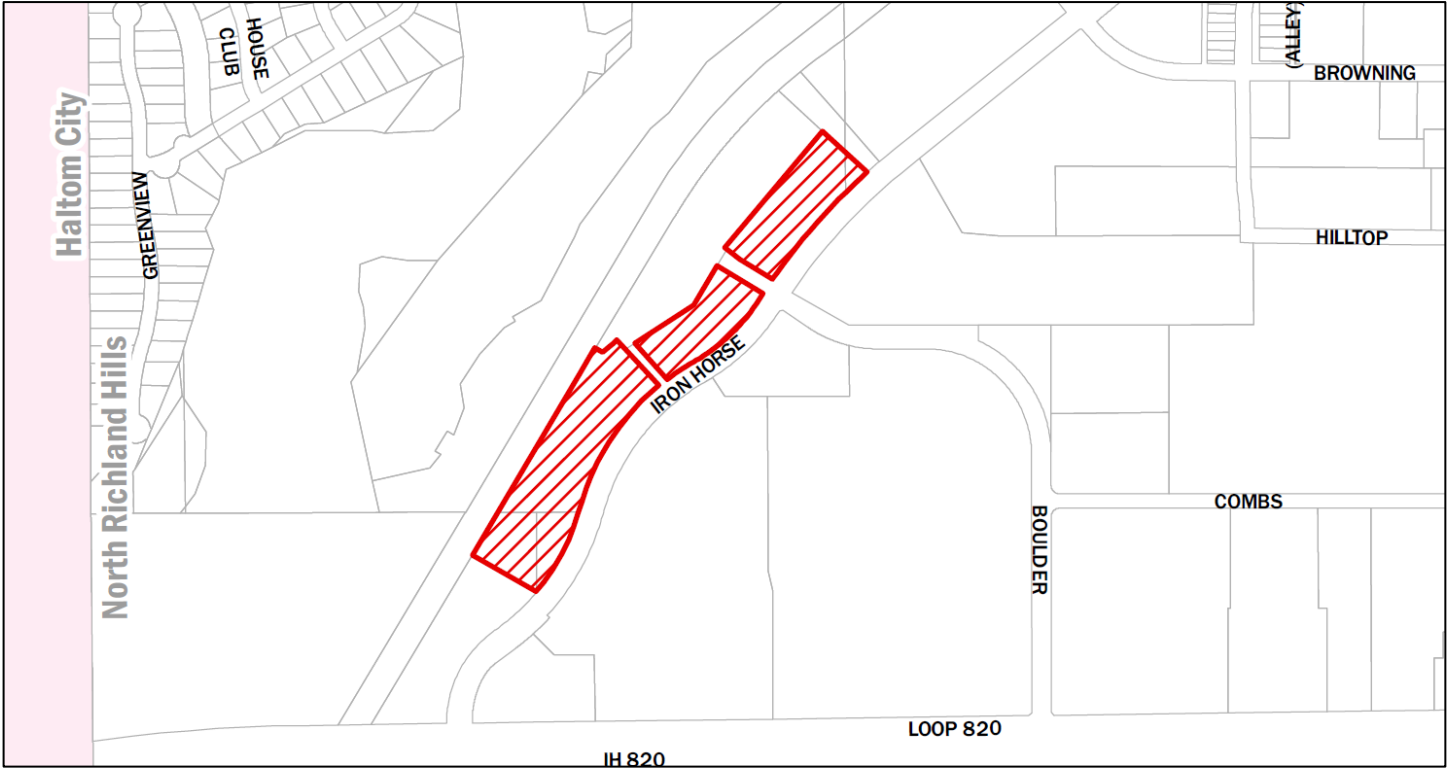 HOUSE
CLUB
(ALLEY)
BROWNING
Haltom City
GREENVIEW
HILLTOP
IRON HORSE
North Richland Hills
COMBS
BOULDER
LOOP 820
IH 820